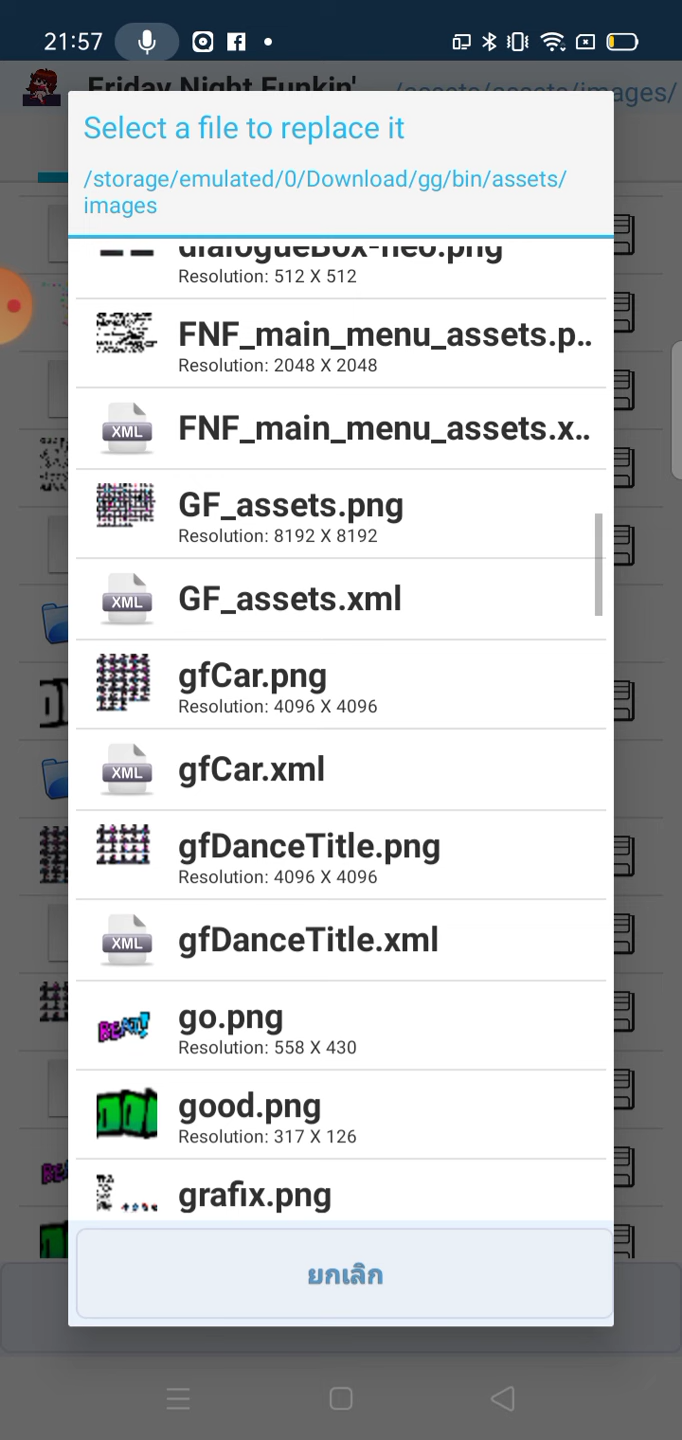 21:57
Friday Night Funkin'
/assets/assets/images/
Select a file to replace it
/storage/emulated/0/Download/gg/bin/assets/
images
dialogueBox-neo.png
Resolution: 512 X 512
FNF_main_menu_assets.p..
Resolution: 2048 X 2048
XML
FNF_main_menu_assets.x..
GF_assets.png
Resolution: 8192 X 8192
XML
GF_assets.xml
gfCar.png
Resolution: 4096 X 4096
XML
gfCar.xml
gfDanceTitle.png
Resolution: 4096 X 4096
XML
gfDanceTitle.xml
go.png
Resolution: 558 X 430
good.png
Resolution: 317 X 126
grafix.png
ยกเลิก